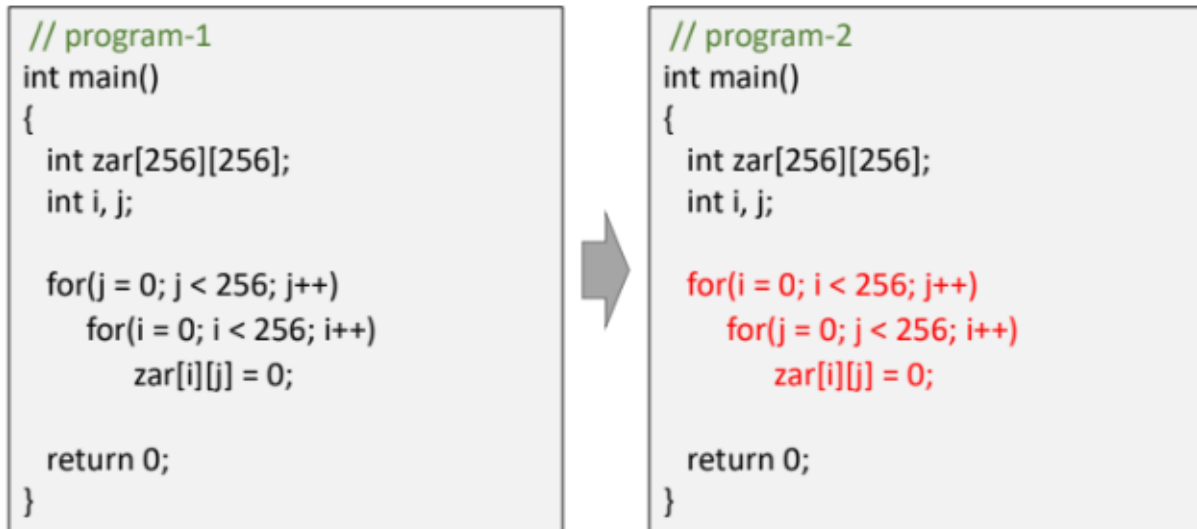 // program-1
int main()
{
int zar[256][256];
int i, j;
for(j = 0; j < 256; j++)
for(i = 0; i < 256; i++)
zar[i][j] = 0;
return 0;
}
// program-2
int main()
{
int zar[256][256];
int i, j;
for(i = 0; i < 256; j++)
for(j = 0; j < 256; i++)
zar[i][j] = 0;
return 0;
}